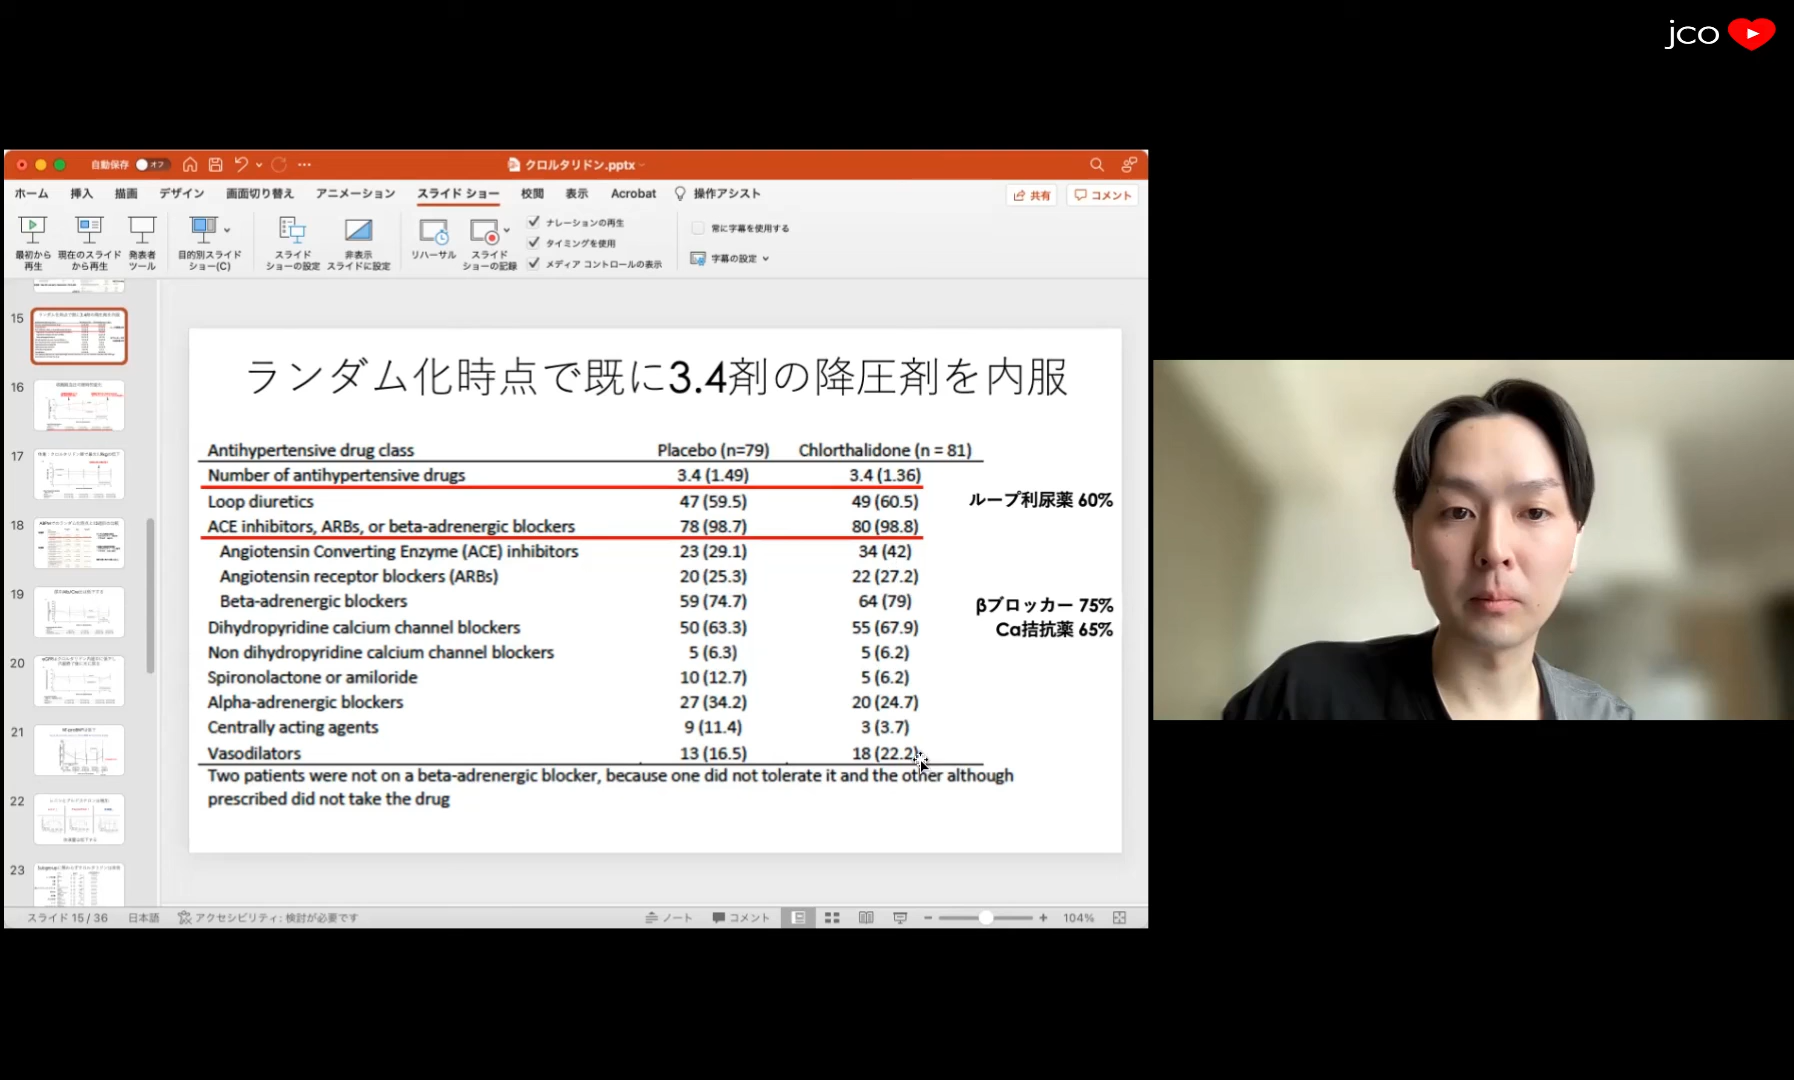 jco
自動保存 オフ
クロルタリドン.pptx
ホーム 挿入 描画 デザイン 画面切り替え アニメーション スライド ショー 校閲 表示 Acrobat 操作アシスト
共有 コメント
最初から再生
現在のスライドから再生
発表者ツール
目的別スライドショー(C)
スライドショーの設定
非表示スライドに設定
リハーサル
スライドショーの記録
ナレーションの再生
タイミングを使用
メディア コントロールの表示
常に字幕を使用する
字幕の設定
15
16
17
18
19
20
21
22
23
ランダム化時点で既に3.4剤の降圧剤を内服
Antihypertensive drug class Placebo (n=79) Chlorthalidone (n = 81)
Number of antihypertensive drugs 3.4 (1.49) 3.4 (1.36)
Loop diuretics 47 (59.5) 49 (60.5) ループ利尿薬 60%
ACE inhibitors, ARBs, or beta-adrenergic blockers 78 (98.7) 80 (98.8)
Angiotensin Converting Enzyme (ACE) inhibitors 23 (29.1) 34 (42)
Angiotensin receptor blockers (ARBs) 20 (25.3) 22 (27.2)
Beta-adrenergic blockers 59 (74.7) 64 (79) βブロッカー 75%
Dihydropyridine calcium channel blockers 50 (63.3) 55 (67.9) Ca拮抗薬 65%
Non dihydropyridine calcium channel blockers 5 (6.3) 5 (6.2)
Spironolactone or amiloride 10 (12.7) 5 (6.2)
Alpha-adrenergic blockers 27 (34.2) 20 (24.7)
Centrally acting agents 9 (11.4) 3 (3.7)
Vasodilators 13 (16.5) 18 (22.2)
Two patients were not on a beta-adrenergic blocker, because one did not tolerate it and the other although
prescribed did not take the drug
スライド 15 / 36 日本語 アクセシビリティ: 検討が必要です ノート コメント 104%